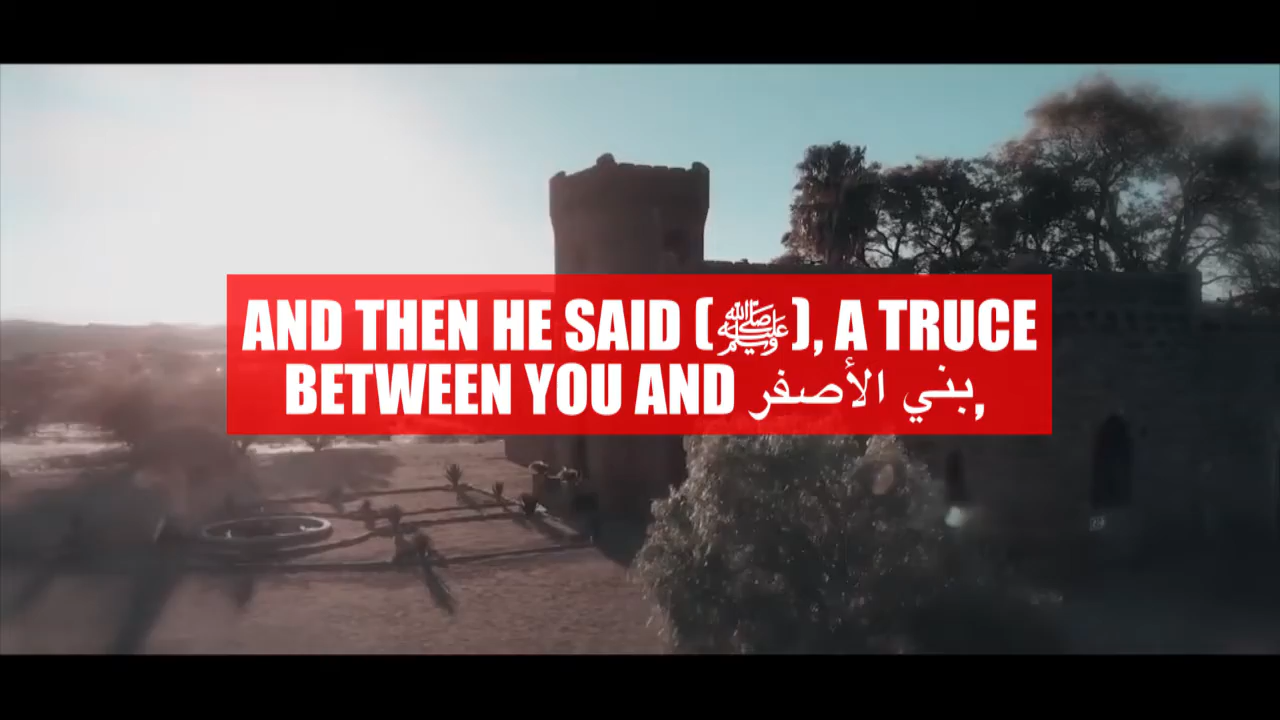 AND THEN HE SAID (ﷺ), A TRUCE
BETWEEN YOU AND بني الأصفر,